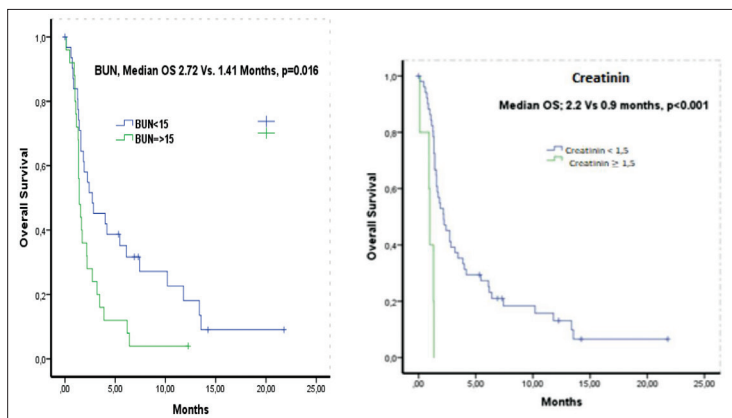 BUN, Median OS 2.72 Vs. 1.41 Months, p=0.016
BUN<15
BUN=>15
Overall Survival
1,0
0,8
0,6
0,4
0,2
0,0
,00 5,00 10,00 15,00 20,00 25,00
Months
Creatinin
Median OS; 2.2 Vs 0.9 months, p<0.001
Creatinin < 1,5
Creatinin ≥ 1,5
Overall Survival
1,0
0,8
0,6
0,4
0,2
0,0
,00 5,00 10,00 15,00 20,00 25,00
Months